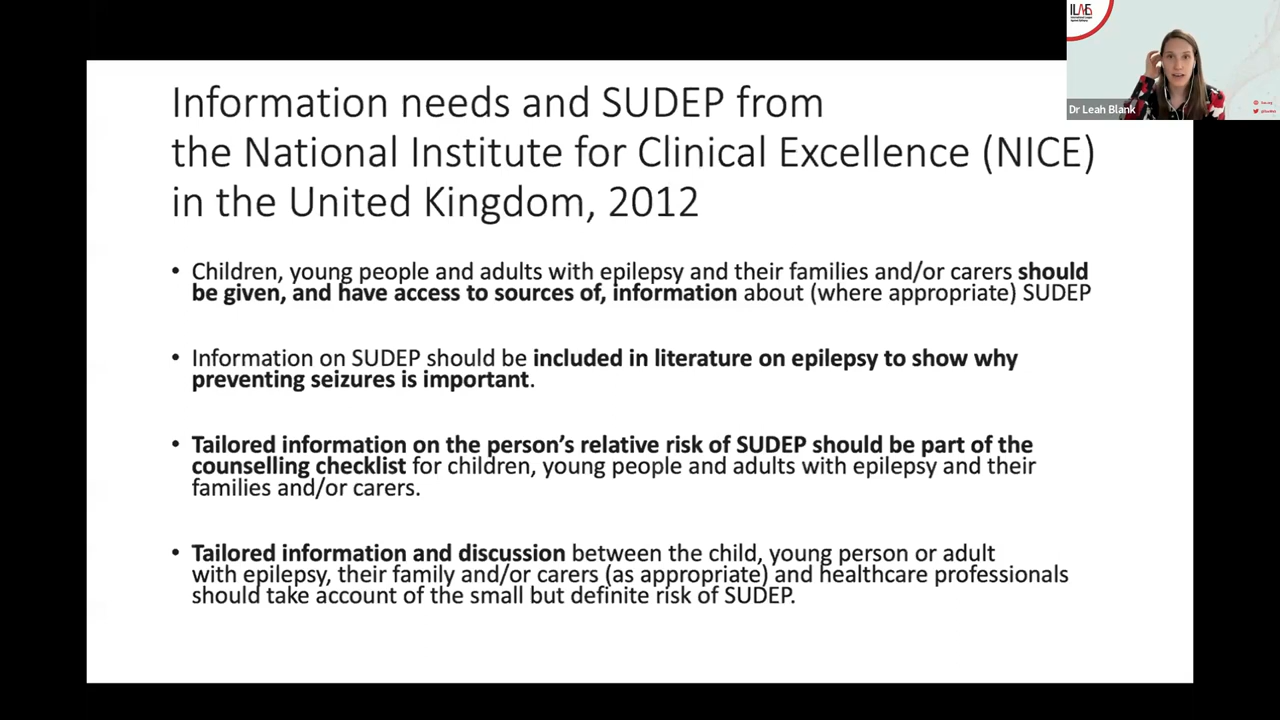 Information needs and SUDEP from
the National Institute for Clinical Excellence (NICE)
in the United Kingdom, 2012
• Children, young people and adults with epilepsy and their families and/or carers should
be given, and have access to sources of, information about (where appropriate) SUDEP
• Information on SUDEP should be included in literature on epilepsy to show why
preventing seizures is important.
• Tailored information on the person's relative risk of SUDEP should be part of the
counselling checklist for children, young people and adults with epilepsy and their
families and/or carers.
• Tailored information and discussion between the child, young person or adult
with epilepsy, their family and/or carers (as appropriate) and healthcare professionals
should take account of the small but definite risk of SUDEP.
ILAE
Dr Leah Blank